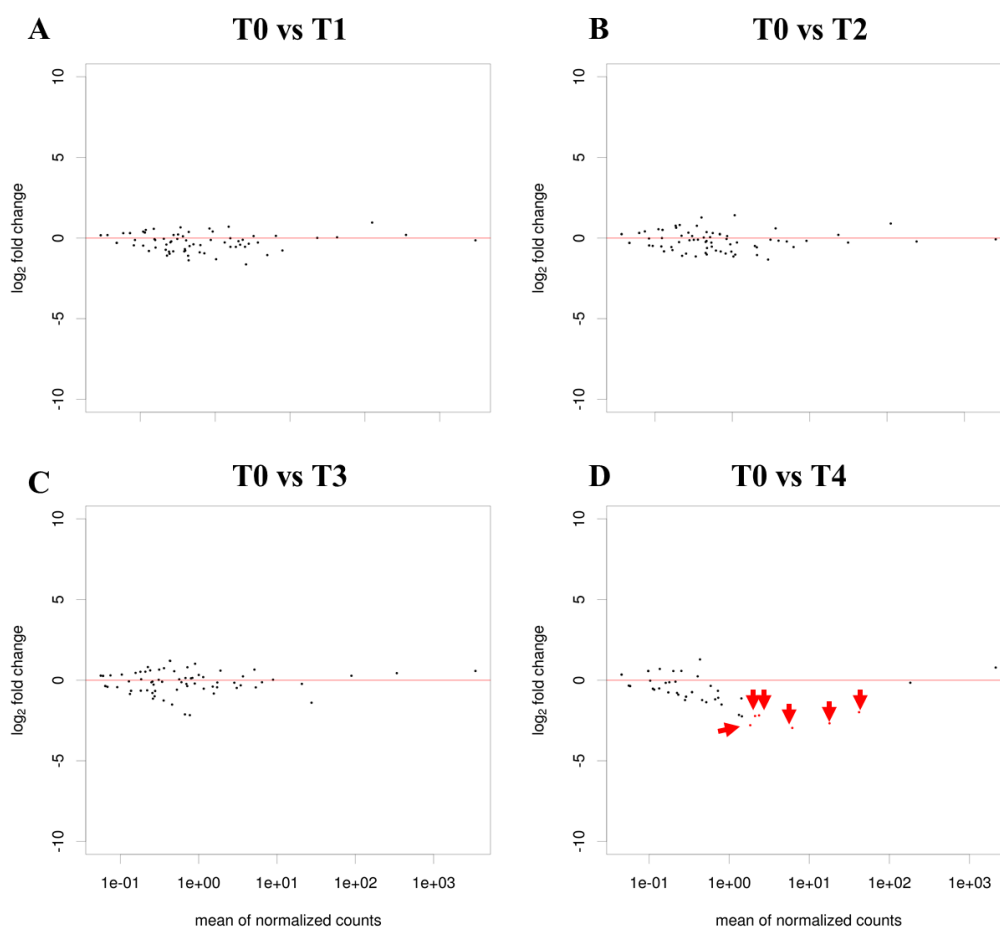 A
T0 vs T1
B
T0 vs T2
10
5
0
-5
-10
log2 fold change
10
5
0
-5
-10
log2 fold change
C
T0 vs T3
D
T0 vs T4
10
5
0
-5
-10
log2 fold change
1e-01 1e+00 1e+01 1e+02 1e+03
mean of normalized counts
10
5
0
-5
-10
log2 fold change
1e-01 1e+00 1e+01 1e+02 1e+03
mean of normalized counts